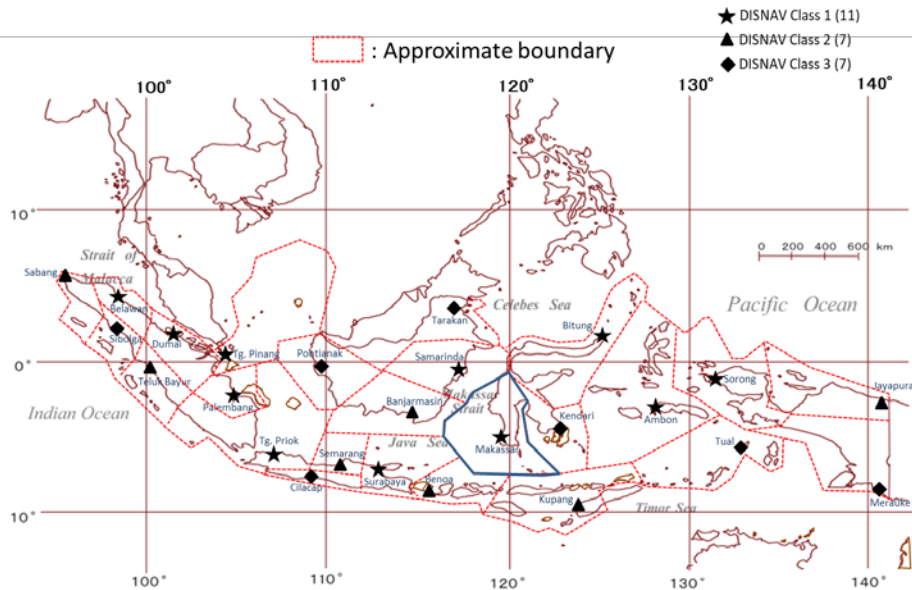 ★ DISNAV Class 1 (11)
▲ DISNAV Class 2 (7)
◆ DISNAV Class 3 (7)
: Approximate boundary
100° 110° 120° 130° 140°
10°
0°
10°
0 200 400 600 km
Strait of
Malacca
Celebes Sea
Pacific Ocean
Indian Ocean
Makassar
Strait
Java Sea
Timor Sea
Sabang
Belawan
Sibolga
Dumai
Tg. Pinang
Teluk Bayur
Palembang
Pontianak
Tarakan
Samarinda
Banjarmasin
Bitung
Sorong
Jayapura
Makassar
Kendari
Ambon
Tual
Merauke
Tg. Priok
Semarang
Cilacap
Surabaya
Benoa
Kupang
100° 110° 120° 130° 140°